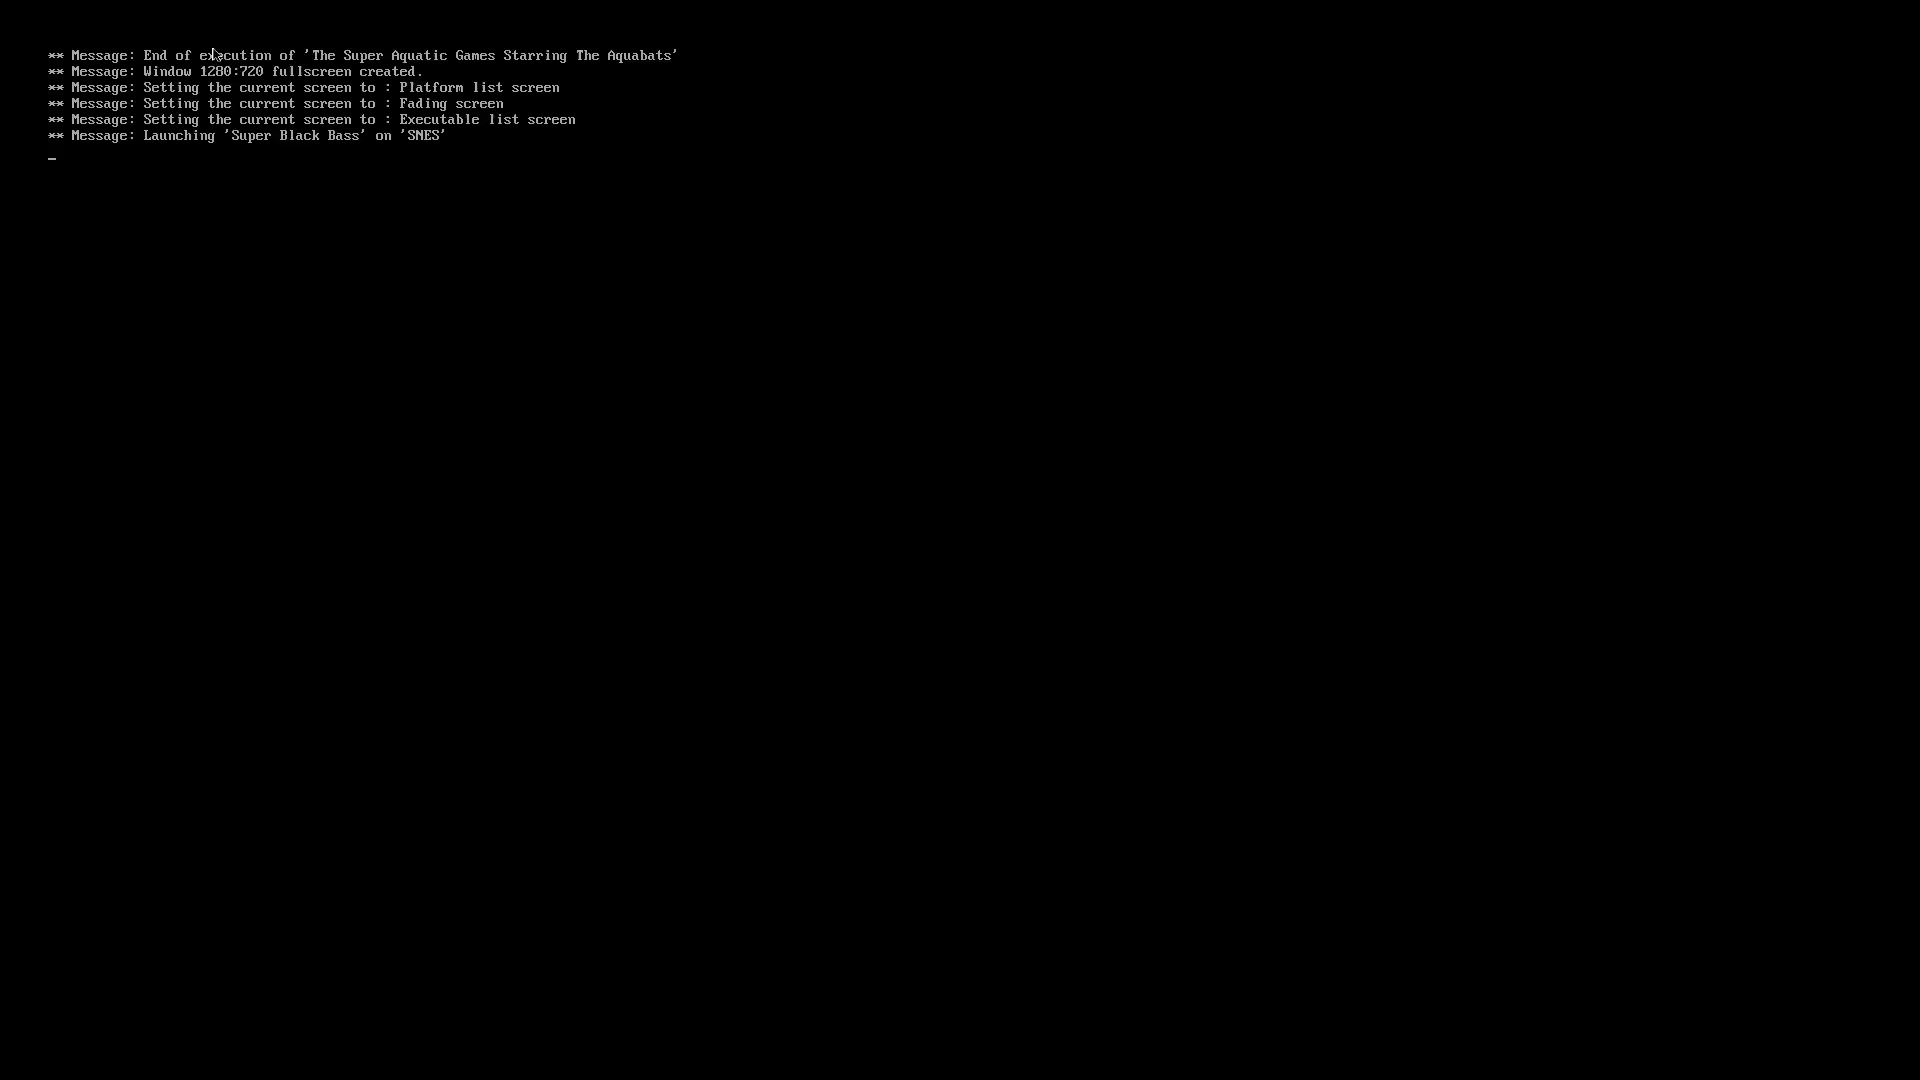 ** Message: End of execution of 'The Super Aquatic Games Starring The Aquabats'
** Message: Window 1280:720 fullscreen created.
** Message: Setting the current screen to : Platform list screen
** Message: Setting the current screen to : Fading screen
** Message: Setting the current screen to : Executable list screen
** Message: Launching 'Super Black Bass' on 'SNES'
_